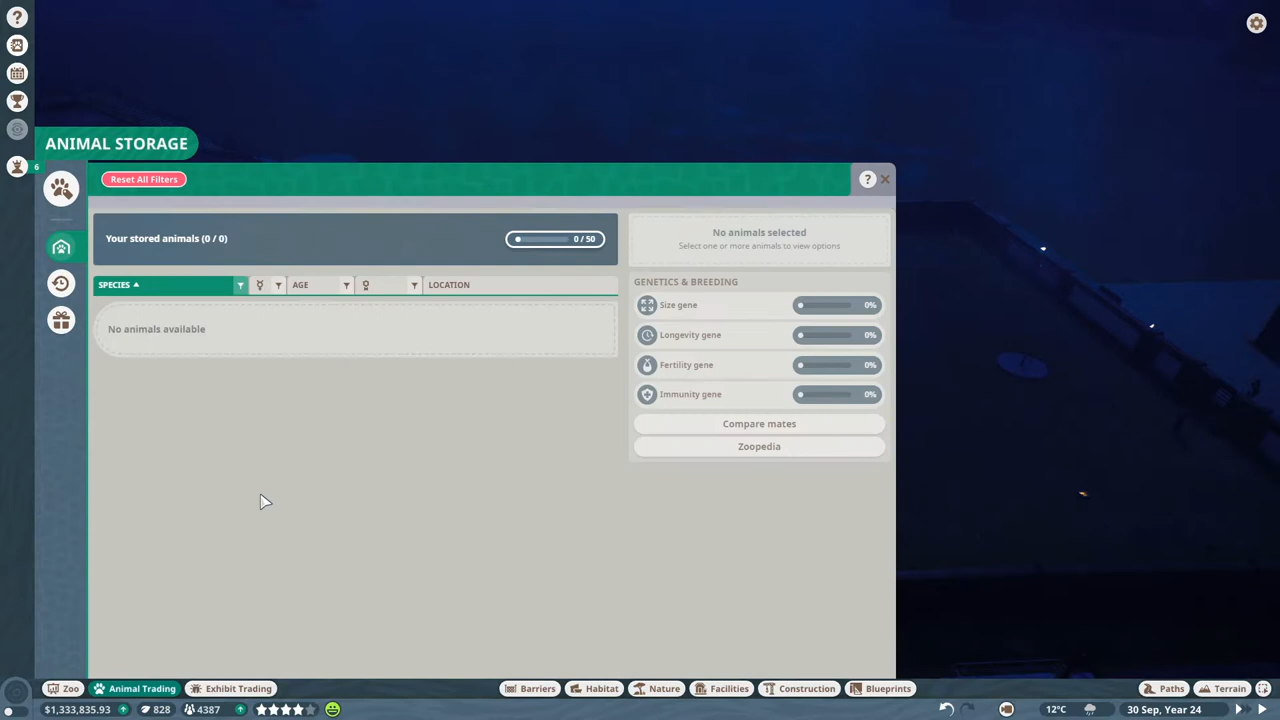 6
ANIMAL STORAGE
Reset All Filters
?
Your stored animals (0 / 0)
0 / 50
No animals selected
Select one or more animals to view options
SPECIES
AGE
LOCATION
No animals available
GENETICS & BREEDING
Size gene
0%
Longevity gene
0%
Fertility gene
0%
Immunity gene
0%
Compare mates
Zoopedia
Zoo
Animal Trading
Exhibit Trading
Barriers
Habitat
Nature
Facilities
Construction
Blueprints
Paths
Terrain
$1,333,835.93
828
4387
12°C
30 Sep, Year 24